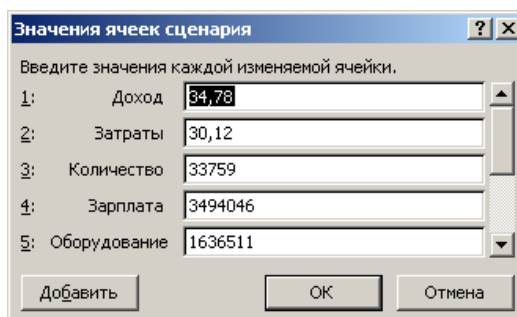 Значения ячеек сценария
Введите значения каждой изменяемой ячейки.
1: Доход 34,78
2: Затраты 30,12
3: Количество 33759
4: Зарплата 3494046
5: Оборудование 1636511
Добавить ОК Отмена